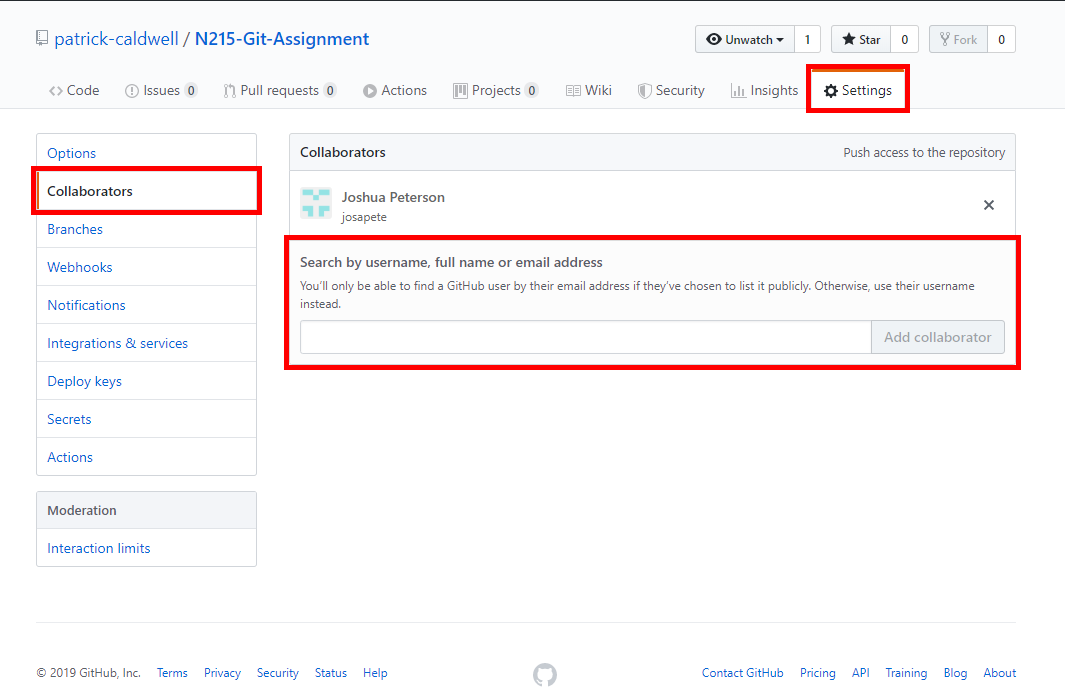 patrick-caldwell / N215-Git-Assignment
Unwatch 1 Star 0 Fork 0
Code Issues 0 Pull requests 0 Actions Projects 0 Wiki Security Insights Settings
Options
Collaborators
Branches
Webhooks
Notifications
Integrations & services
Deploy keys
Secrets
Actions
Moderation
Interaction limits
Collaborators Push access to the repository
Joshua Peterson
josapete
Search by username, full name or email address
You'll only be able to find a GitHub user by their email address if they've chosen to list it publicly. Otherwise, use their username
instead.
Add collaborator
© 2019 GitHub, Inc. Terms Privacy Security Status Help Contact GitHub Pricing API Training Blog About